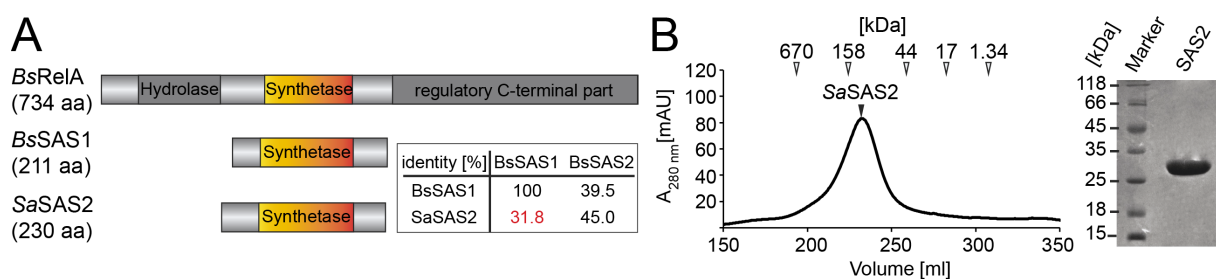 A
BsRelA
(734 aa)
Hydrolase
Synthetase
regulatory C-terminal part
BsSAS1
(211 aa)
Synthetase
SaSAS2
(230 aa)
Synthetase
identity [%] BsSAS1 BsSAS2
BsSAS1 100 39.5
SaSAS2 31.8 45.0
B
[kDa]
670 158 44 17 1.34
SaSAS2
A280 nm[mAU]
120
100
80
60
40
20
150 200 250 300 350
Volume [ml]
[kDa] Marker SAS2
118
66
45
35
25
18
15